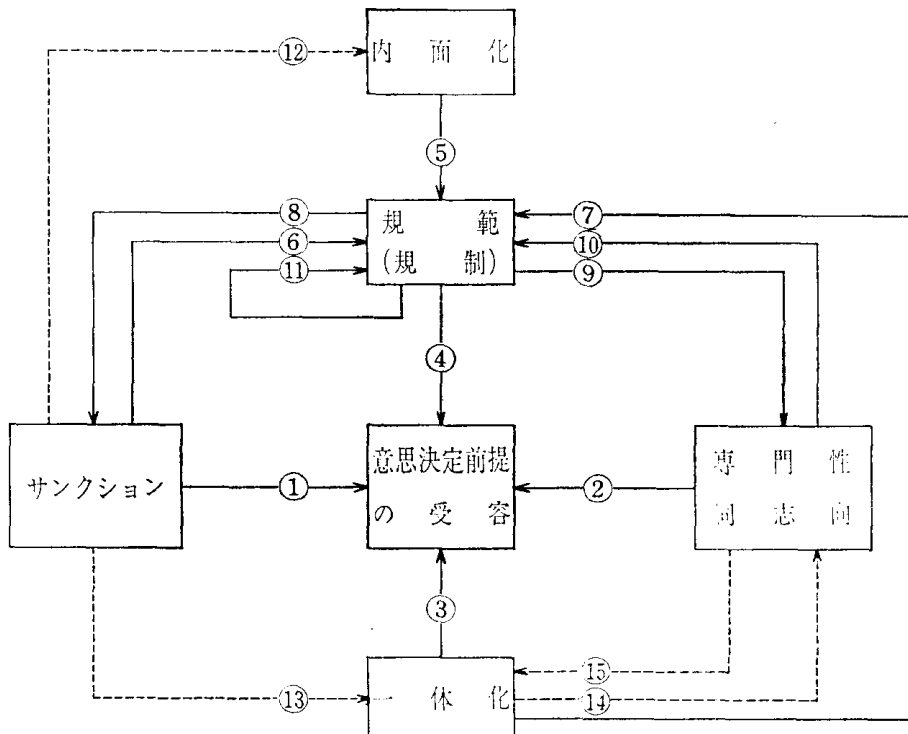 ⑫
内面化
⑤
⑧
規範
⑦
⑥
⑩
⑪
(規制)
⑨
④
サンクション
①
意思決定前提
の受容
②
専門性
同志向
③
⑮
⑬
一体化
⑭